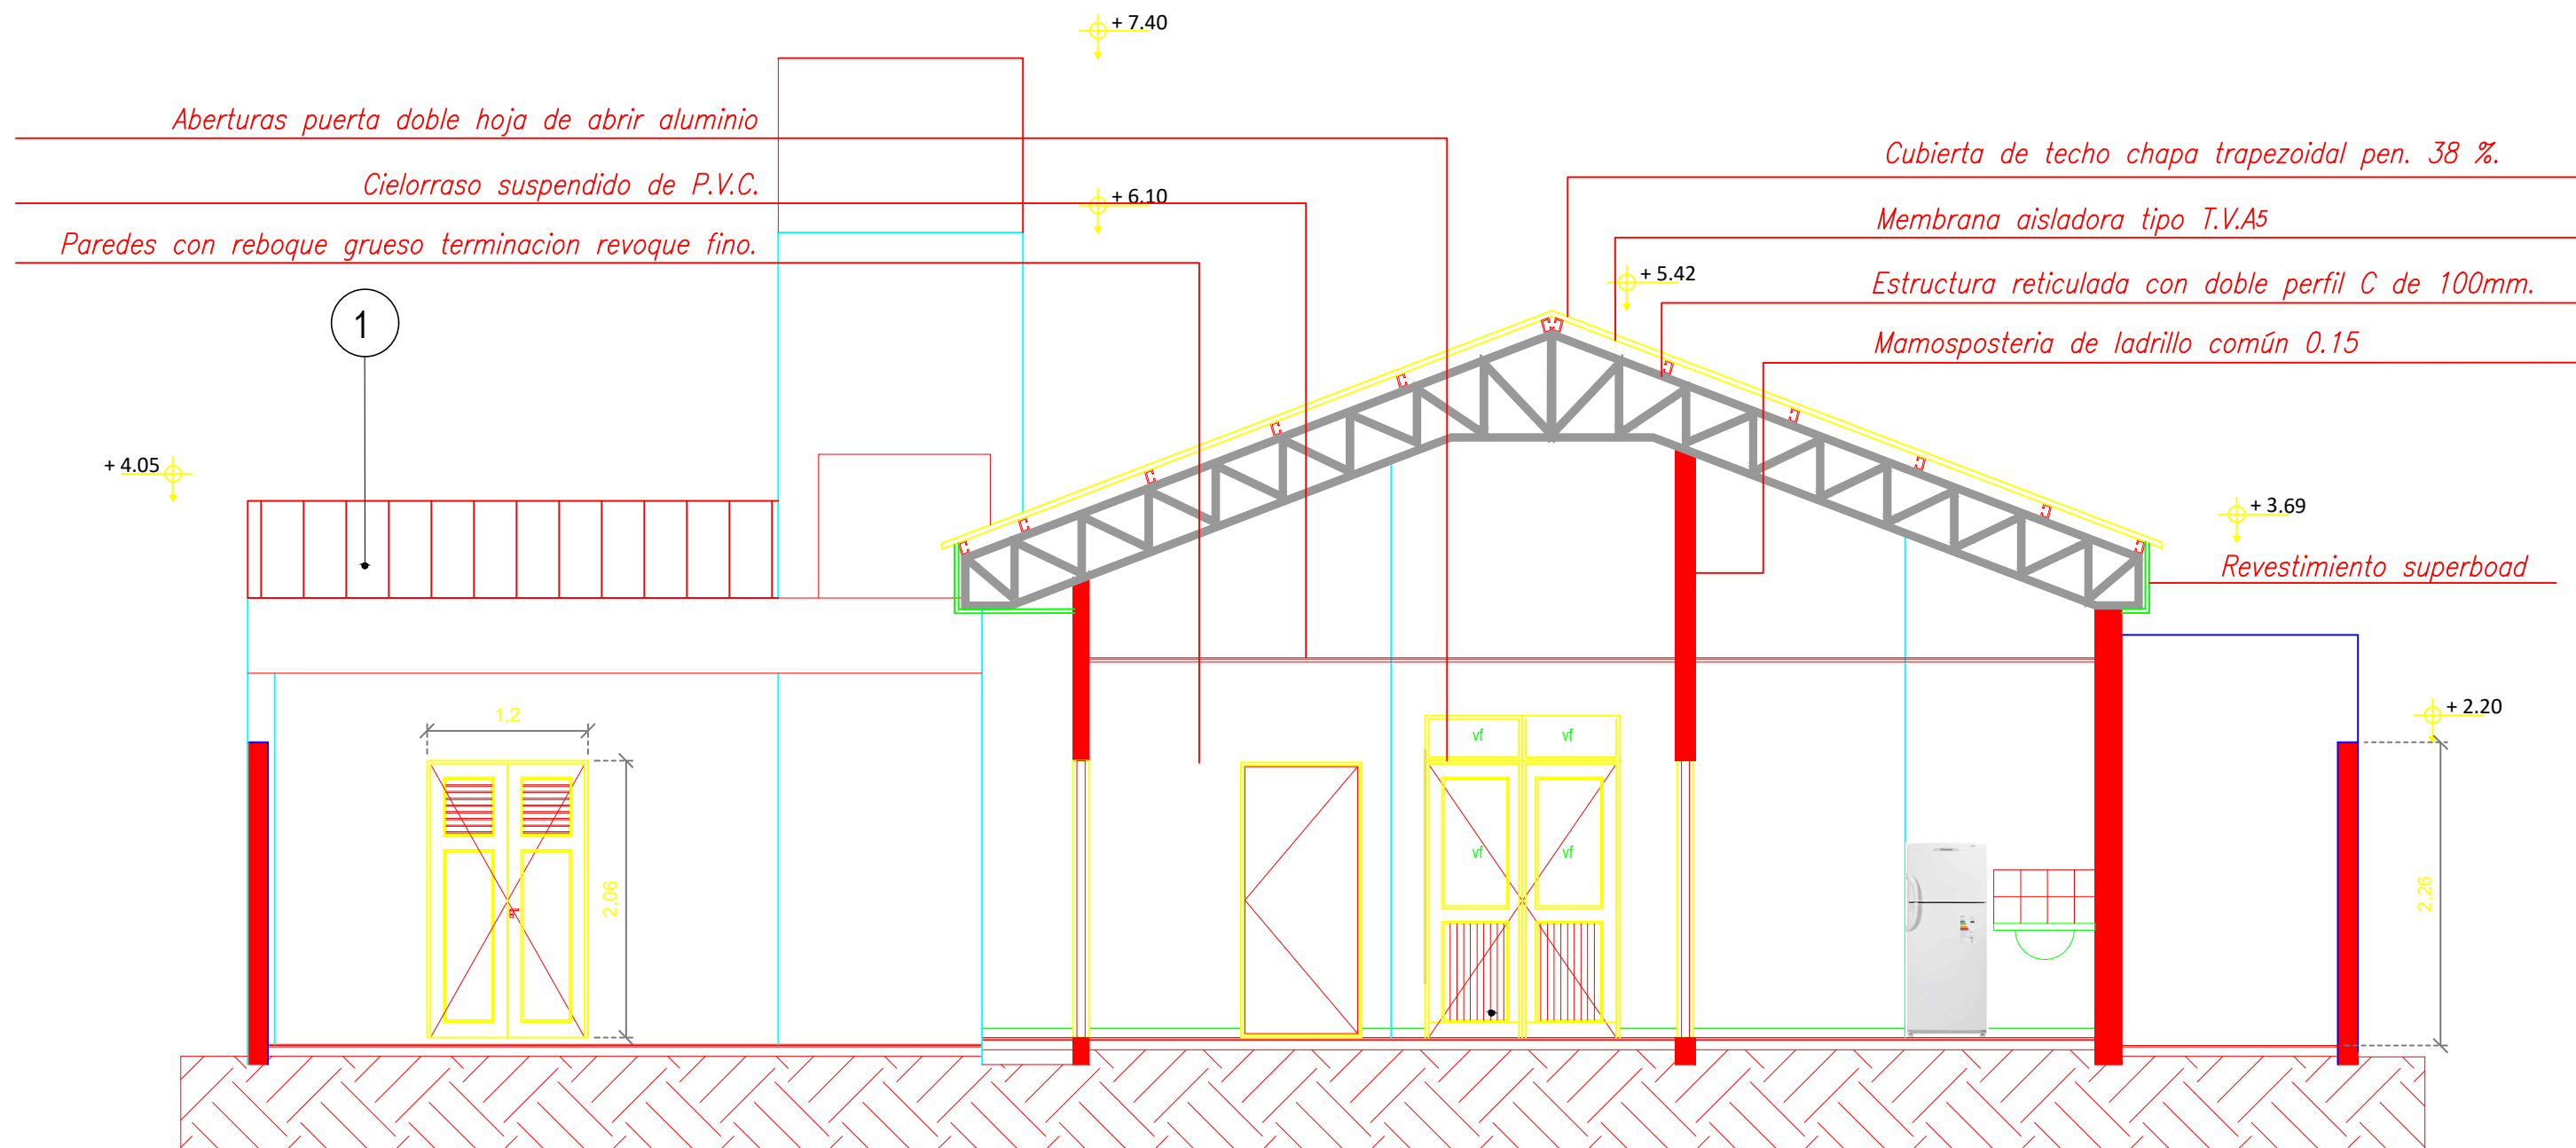 + 7.40
Aberturas puerta doble hoja de abrir aluminio
Cubierta de techo chapa trapezoidal pen. 38 %.
Cielorraso suspendido de P.V.C.
+ 6.10
Membrana aisladora tipo T.V.A5
Paredes con reboque grueso terminacion revoque fino.
+ 5.42
Estructura reticulada con doble perfil C de 100mm.
1
Mamosposteria de ladrillo común 0.15
+ 4.05
+ 3.69
Revestimiento superboad
1,2
+ 2.20
vf
vf
vf
vf
2,06
2,26